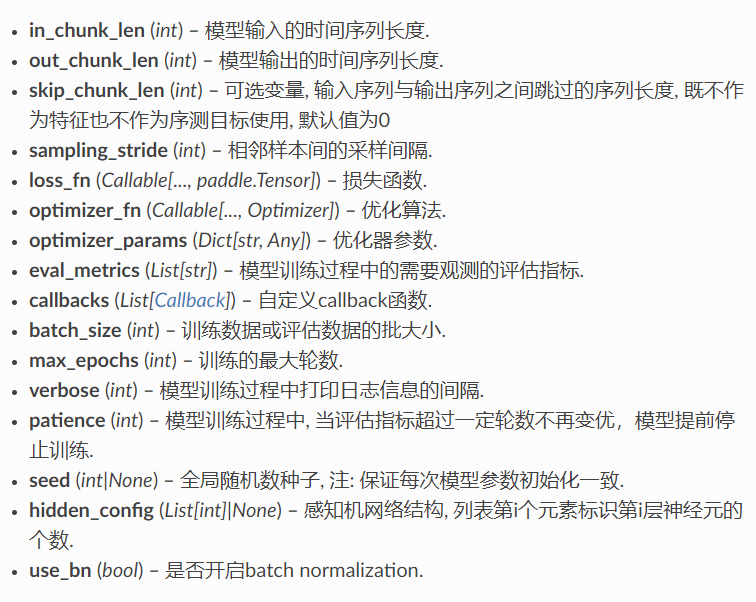 in_chunk_len (int) – 模型输入的时间序列长度.
out_chunk_len (int) – 模型输出的时间序列长度.
skip_chunk_len (int) – 可选变量, 输入序列与输出序列之间跳过的序列长度, 既不作
为特征也不作为序测目标使用, 默认值为0
sampling_stride (int) – 相邻样本间的采样间隔.
loss_fn (Callable[..., paddle.Tensor]) – 损失函数.
optimizer_fn (Callable[..., Optimizer]) – 优化算法.
optimizer_params (Dict[str, Any]) – 优化器参数.
eval_metrics (List[str]) – 模型训练过程中的需要观测的评估指标.
callbacks (List[Callback]) – 自定义callback函数.
batch_size (int) – 训练数据或评估数据的批大小.
max_epochs (int) – 训练的最大轮数.
verbose (int) – 模型训练过程中打印日志信息的间隔.
patience (int) – 模型训练过程中, 当评估指标超过一定轮数不再变优，模型提前停
止训练.
seed (int|None) – 全局随机数种子, 注: 保证每次模型参数初始化一致.
hidden_config (List[int]|None) – 感知机网络结构, 列表第i个元素标识第i层神经元的
个数.
use_bn (bool) – 是否开启batch normalization.